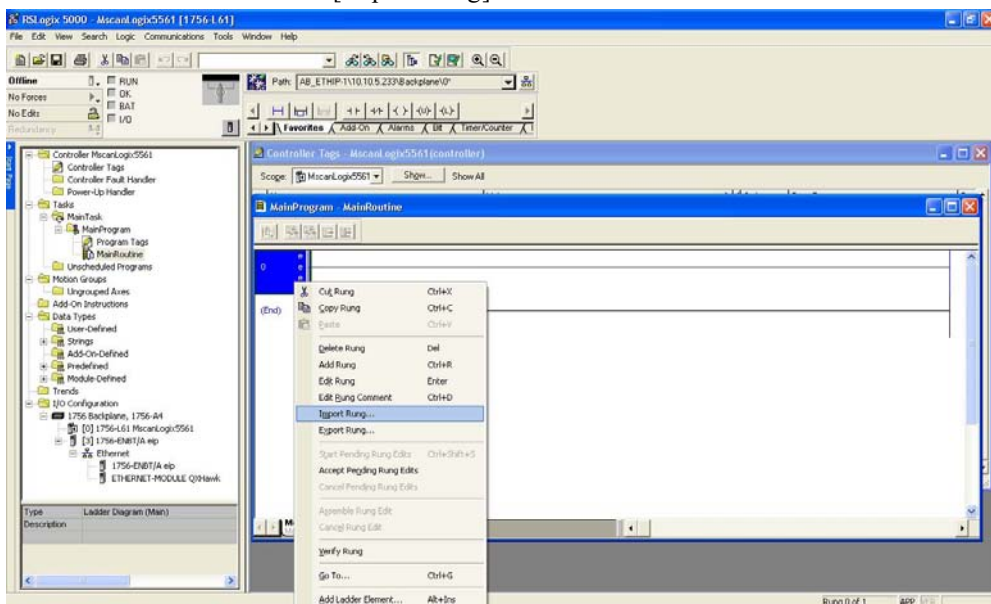 RSLogix 5000 - MscanLogix5561 [1756-L61]
File Edit View Search Logic Communications Tools Window Help
Offline
RUN
No Forces
OK
No Edits
BAT
Redundancy
I/O
Path: AB_ETHIP-1\10.10.5.233\Backplane\0*
Favorites Add-On Alarms Bit Timer/Counter
Start Page
Controller MscanLogix5561
Controller Tags
Controller Fault Handler
Power-Up Handler
Tasks
MainTask
MainProgram
Program Tags
MainRoutine
Unscheduled Programs
Motion Groups
Ungrouped Axes
Add-On Instructions
Data Types
User-Defined
Strings
Add-On-Defined
Predefined
Module-Defined
Trends
I/O Configuration
1756 Backplane, 1756-A4
[0] 1756-L61 MscanLogix5561
[3] 1756-ENBT/A eip
Ethernet
1756-ENBT/A eip
ETHERNET-MODULE QXHawk
Type Ladder Diagram (Main)
Description
Controller Tags - MscanLogix5561(controller)
Scope: MscanLogix5561 Show... Show All
MainProgram - MainRoutine
0
e
e
e
(End)
Cut Rung Ctrl+X
Copy Rung Ctrl+C
Paste Ctrl+V
Delete Rung Del
Add Rung Ctrl+R
Edit Rung Enter
Edit Rung Comment Ctrl+D
Import Rung...
Export Rung...
Start Pending Rung Edits Ctrl+Shift+S
Accept Pending Rung Edits
Cancel Pending Rung Edits
Assemble Rung Edit
Cancel Rung Edit
Verify Rung
Go To... Ctrl+G
Add Ladder Element... Alt+Ins
Rung 0 of 1 APP